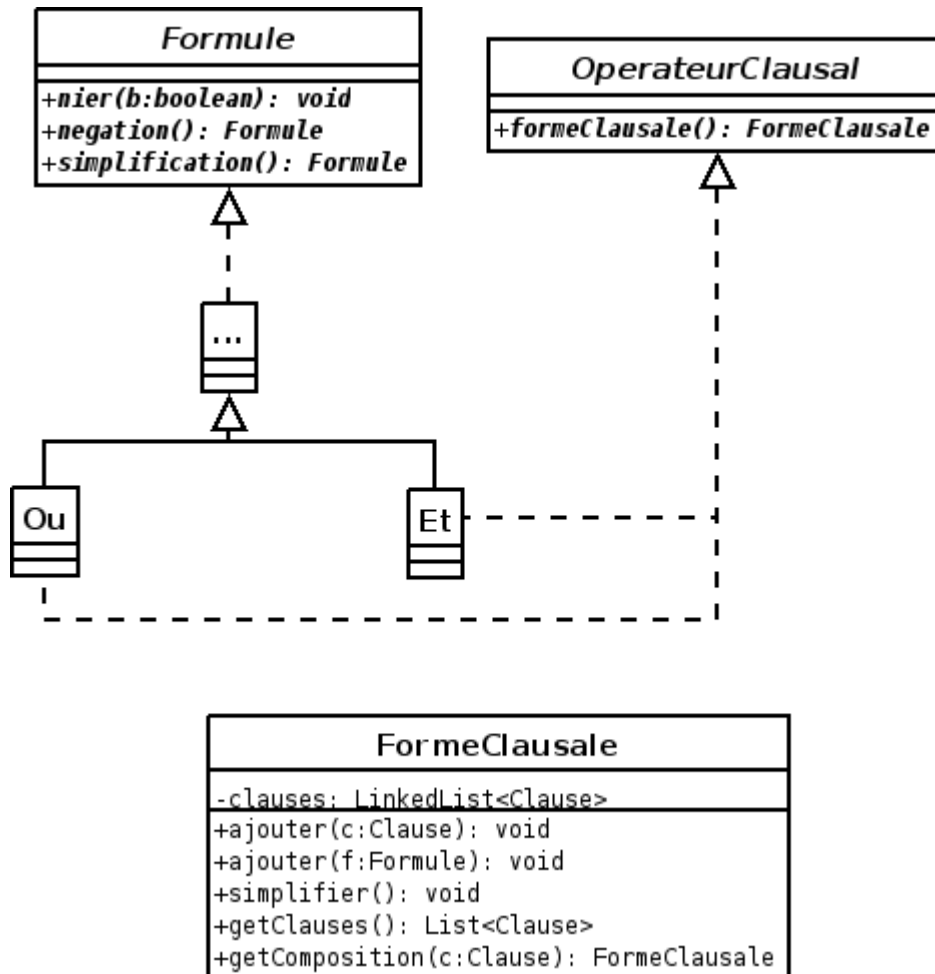 Formule
+nier(b:boolean): void
+negation(): Formule
+simplification(): Formule
OperateurClausal
+formeClausale(): FormeClausale
...
Ou
Et
FormeClausale
-clauses: LinkedList<Clause>
+ajouter(c:Clause): void
+ajouter(f:Formule): void
+simplifier(): void
+getClauses(): List<Clause>
+getComposition(c:Clause): FormeClausale